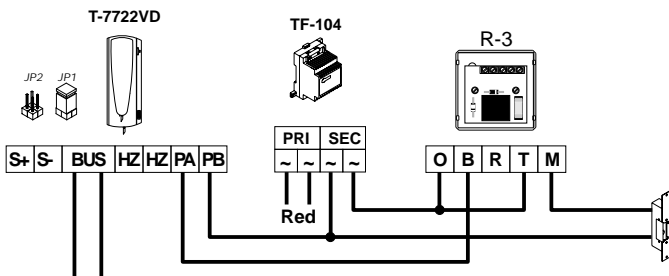 T-7722VD
TF-104
R-3
JP2 JP1
PRI SEC
S+ S- BUS HZ HZ PA PB
~ ~ ~ ~
O B R T M
Red